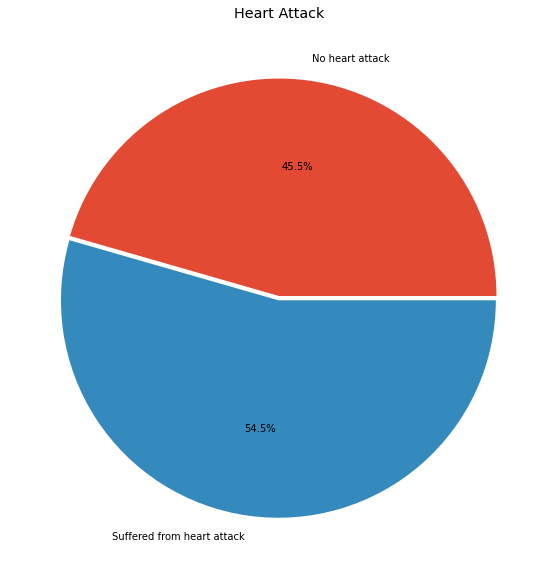 Heart Attack
No heart attack
45.5%
54.5%
Suffered from heart attack